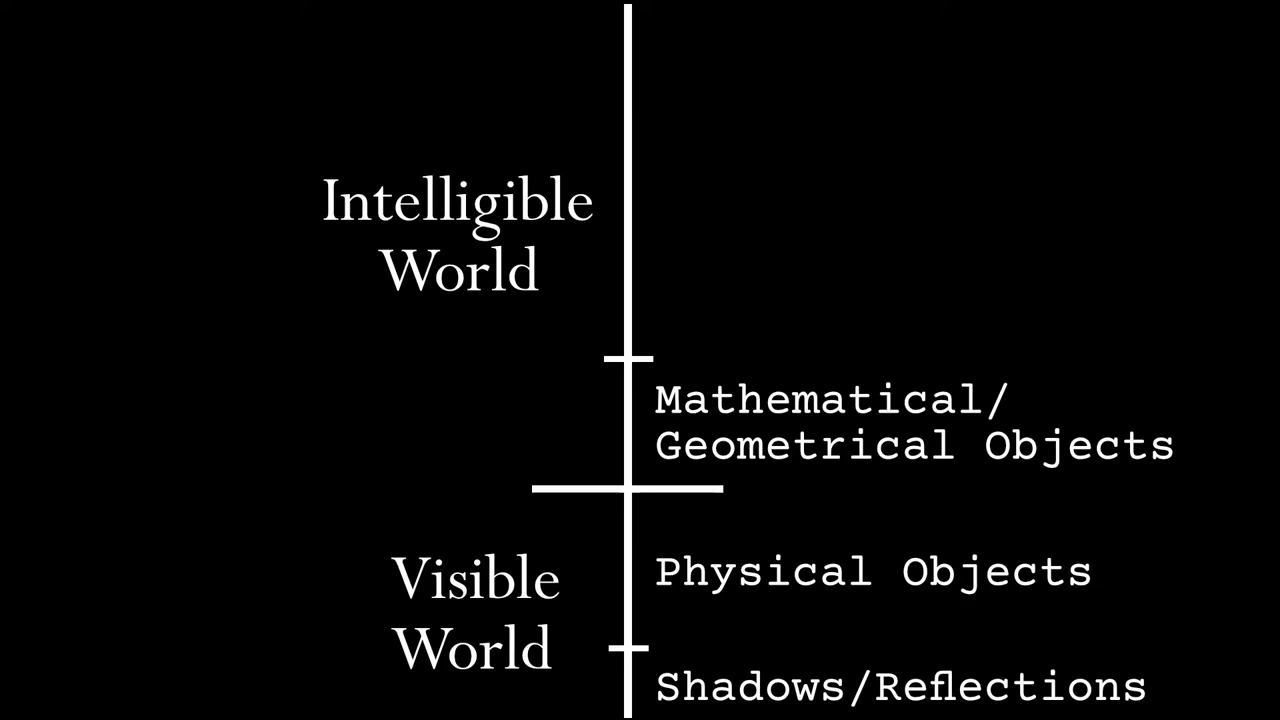 Intelligible
World
Mathematical/
Geometrical Objects
Visible
World
Physical Objects
Shadows/Reflections